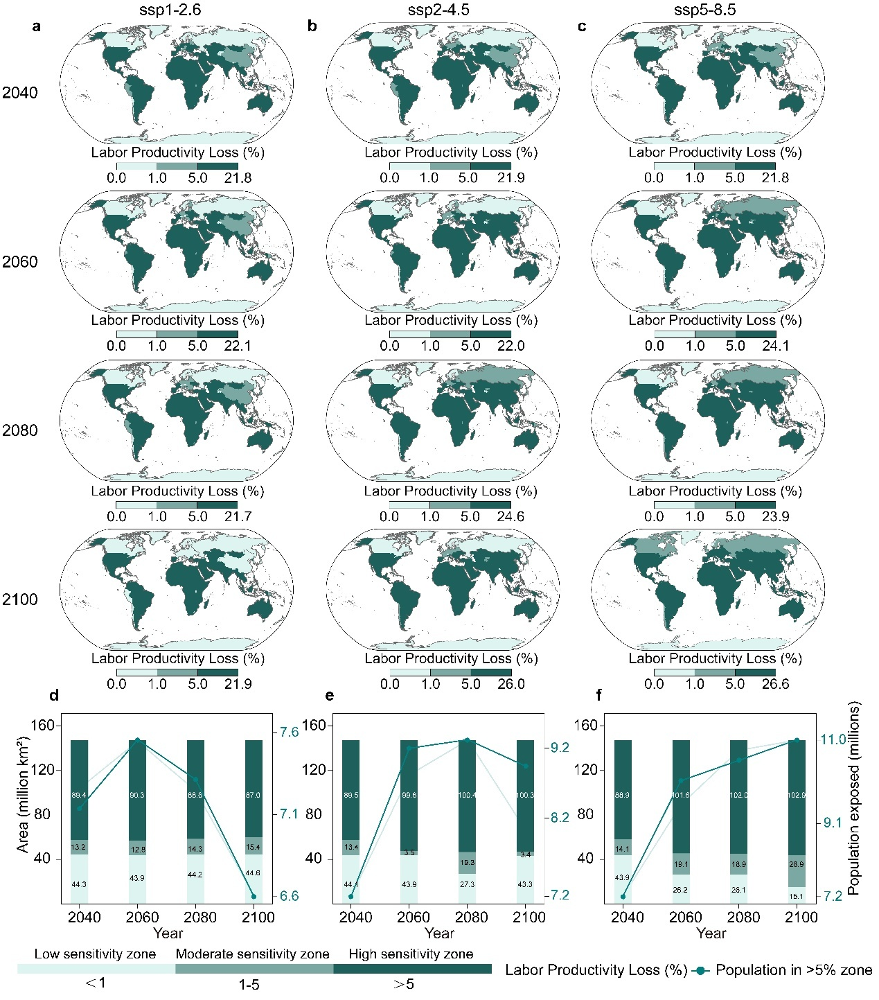 ssp1-2.6 ssp2-4.5 ssp5-8.5
a b c
2040
Labor Productivity Loss (%) Labor Productivity Loss (%) Labor Productivity Loss (%)
0.0 1.0 5.0 21.8 0.0 1.0 5.0 21.9 0.0 1.0 5.0 21.8
2060
Labor Productivity Loss (%) Labor Productivity Loss (%) Labor Productivity Loss (%)
0.0 1.0 5.0 22.1 0.0 1.0 5.0 22.0 0.0 1.0 5.0 24.1
2080
Labor Productivity Loss (%) Labor Productivity Loss (%) Labor Productivity Loss (%)
0.0 1.0 5.0 21.7 0.0 1.0 5.0 24.6 0.0 1.0 5.0 23.9
2100
Labor Productivity Loss (%) Labor Productivity Loss (%) Labor Productivity Loss (%)
0.0 1.0 5.0 21.9 0.0 1.0 5.0 26.0 0.0 1.0 5.0 26.6
d e f
Area (million km²)
160
120
80
40
89.4 90.3 88.5 87.0
13.2 12.8 14.3 15.4
44.3 43.9 44.2 44.6
7.6
7.1
6.6
2040 2060 2080 2100
Year
160
120
80
40
89.5 99.6 100.4 100.3
13.4 3.5 19.3 3.4
44.1 43.9 27.3 43.3
9.2
8.2
7.2
2040 2060 2080 2100
Year
160
120
80
40
88.9 101.6 102.0 102.9
14.1 19.1 18.9 28.9
43.9 26.2 26.1 15.1
11.0
9.1
7.2
2040 2060 2080 2100
Year
Population exposed (millions)
Low sensitivity zone Moderate sensitivity zone High sensitivity zone
<1 1-5 >5
Labor Productivity Loss (%) Population in >5% zone